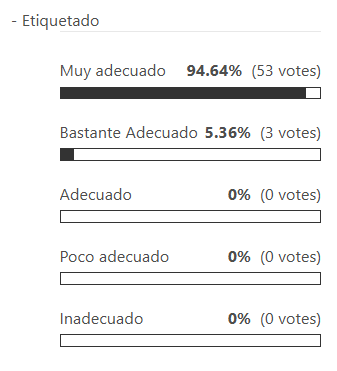 - Etiquetado
Muy adecuado 94.64% (53 votes)
Bastante Adecuado 5.36% (3 votes)
Adecuado 0% (0 votes)
Poco adecuado 0% (0 votes)
Inadecuado 0% (0 votes)